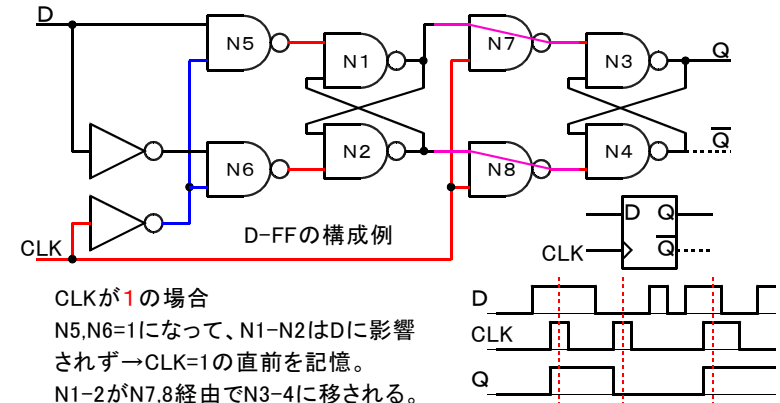 D
N5
N1
N7
N3
Q
N6
N2
N8
N4
Q
CLK
D-FFの構成例
D Q
CLK Q
CLKが1の場合
N5,N6=1になって、N1-N2はDに影響
されず→CLK=1の直前を記憶。
N1-2がN7,8経由でN3-4に移される。
D
CLK
Q